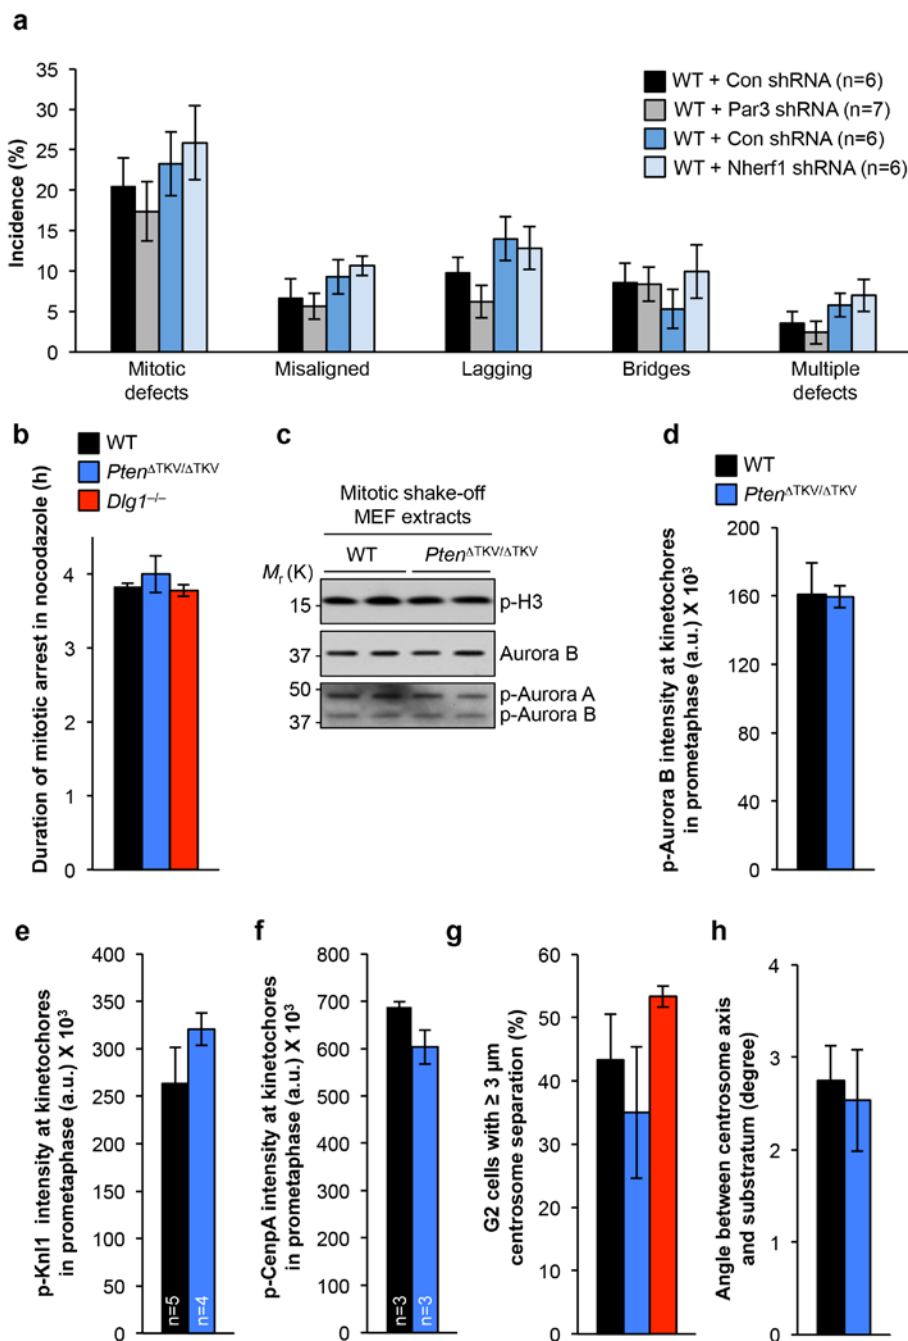 a
35
30
25
20
15
10
5
0
Incidence (%)
WT + Con shRNA (n=6)
WT + Par3 shRNA (n=7)
WT + Con shRNA (n=6)
WT + Nherf1 shRNA (n=6)
Mitotic
defects
Misaligned
Lagging
Bridges
Multiple
defects
b
WT
Pten^ΔTKV/ΔTKV
Dlg1^–/–
Duration of mitotic arrest in nocodazole (h)
4
3
2
1
0
c
Mitotic shake-off
MEF extracts
WT
Pten^ΔTKV/ΔTKV
Mr (K)
15
p-H3
37
Aurora B
50
p-Aurora A
37
p-Aurora B
d
WT
Pten^ΔTKV/ΔTKV
p-Aurora B intensity at kinetochores
in prometaphase (a.u.) X 10³
200
160
120
80
40
0
e
p-Knl1 intensity at kinetochores
in prometaphase (a.u.) X 10³
400
350
300
250
200
150
100
50
0
n=5
n=4
f
p-CenpA intensity at kinetochores
in prometaphase (a.u.) X 10³
800
700
600
500
400
300
200
100
0
n=3
n=3
g
G2 cells with ≥ 3 µm
centrosome separation (%)
60
50
40
30
20
10
0
h
Angle between centrosome axis
and substratum (degree)
4
3
2
1
0